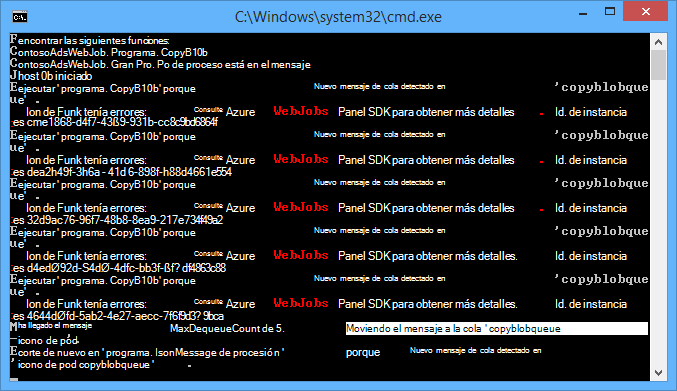 C:\Windows\system32\cmd.exe
Fencontrar las siguientes funciones:
ContosoAdsWebJob. Programa. CopyB10b
ContosoAdsWebJob. Gran Pro. Po de proceso está en el mensaje
Jhost 0b iniciado
Eejecutar ' programa. CopyB10b' porque Nuevo mensaje de cola detectado en 'copyblobque
ue' .
Ion de Funk tenía errores: Consulte Azure WebJobs Panel SDK para obtener más detalles . Id. de instancia
:es cme1868-d4f7-43ß9-931b-cc8c9bd6864f
Eejecutar ' programa. CopyB10b' porque Nuevo mensaje de cola detectado en 'copyblobque
ue' .
Ion de Funk tenía errores: Consulte Azure WebJobs Panel SDK para obtener más detalles . Id. de instancia
:es dea2h49f-3h6a - 41d 6-898f-h88d4661e554
Eejecutar ' programa. CopyB10b' porque Nuevo mensaje de cola detectado en 'copyblobque
ue' .
Ion de Funk tenía errores: Consulte Azure WebJobs Panel SDK para obtener más detalles . Id. de instancia
:es 32d9ac76-96f7-48b8-8ea9-217e734f49a2
Eejecutar ' programa. CopyB10b' porque Nuevo mensaje de cola detectado en 'copyblobque
ue' .
Ion de Funk tenía errores: Consulte Azure WebJobs Panel SDK para obtener más detalles. Id. de instancia
:es d4edØ92d-S4dØ-4dfc-bb3f-ßf? df4863c88
Eejecutar ' programa. CopyB10b' porque Nuevo mensaje de cola detectado en 'copyblobque
ue' .
Ion de Funk tenía errores: Consulte Azure WebJobs Panel SDK para obtener más detalles. Id. de instancia
:es 4644dØfd-5ab2-4e27-aecc-7f6f9d3? 9bca
Mha llegado el mensaje MaxDequeueCount de 5. Moviendo el mensaje a la cola ' copyblobqueue
—icono de pod.
Ecorte de nuevo en ' programa. IsonMessage de procesión ' porque Nuevo mensaje de cola detectado en
' icono de pod copyblobqueue ' .